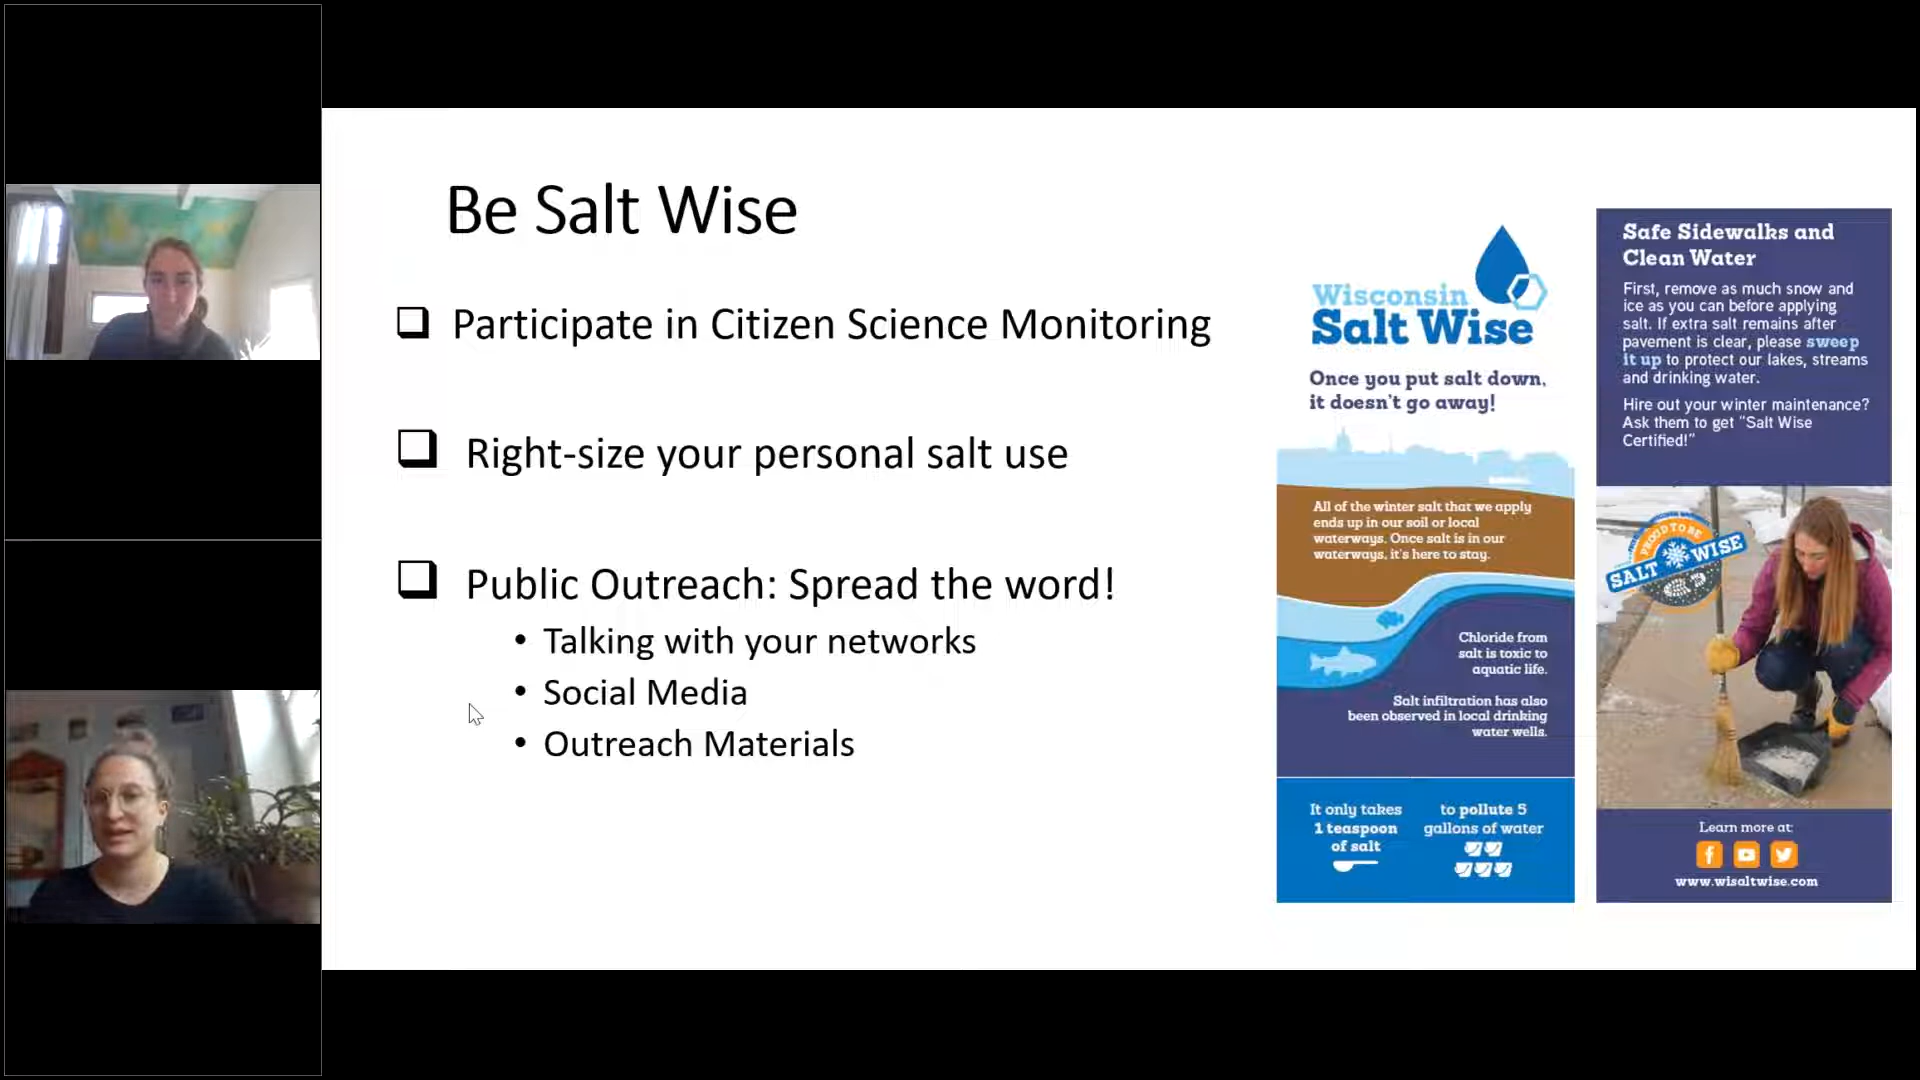 Be Salt Wise
Participate in Citizen Science Monitoring
Right-size your personal salt use
Public Outreach: Spread the word!
• Talking with your networks
• Social Media
• Outreach Materials
Wisconsin
Salt Wise
Once you put salt down,
it doesn't go away!
All of the winter salt that we apply
ends up in our soil or local
waterways. Once salt is in our
waterways, it's here to stay.
Chloride from
salt is toxic to
aquatic life.
Salt infiltration has also
been observed in local drinking
water wells.
It only takes
1 teaspoon
of salt
to pollute 5
gallons of water
Safe Sidewalks and
Clean Water
First, remove as much snow and
ice as you can before applying
salt. If extra salt remains after
pavement is clear, please sweep
it up to protect our lakes, streams
and drinking water.
Hire out your winter maintenance?
Ask them to get "Salt Wise
Certified!"
PROUD TO BE
SALT WISE
Learn more at:
www.wisaltwise.com